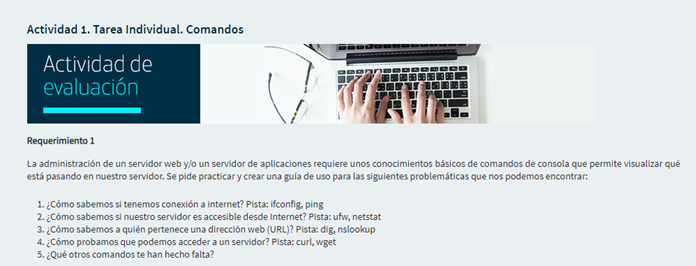 Actividad 1. Tarea Individual. Comandos
Actividad de
evaluación
Requerimiento 1
La administración de un servidor web y/o un servidor de aplicaciones requiere unos conocimientos básicos de comandos de consola que permite visualizar qué
está pasando en nuestro servidor. Se pide practicar y crear una guía de uso para las siguientes problemáticas que nos podemos encontrar:
1. ¿Cómo sabemos si tenemos conexión a internet? Pista: ifconfig, ping
2. ¿Cómo sabemos si nuestro servidor es accesible desde Internet? Pista: ufw, netstat
3. ¿Cómo sabemos a quién pertenece una dirección web (URL)? Pista: dig, nslookup
4. ¿Cómo probamos que podemos acceder a un servidor? Pista: curl, wget
5. ¿Qué otros comandos te han hecho falta?